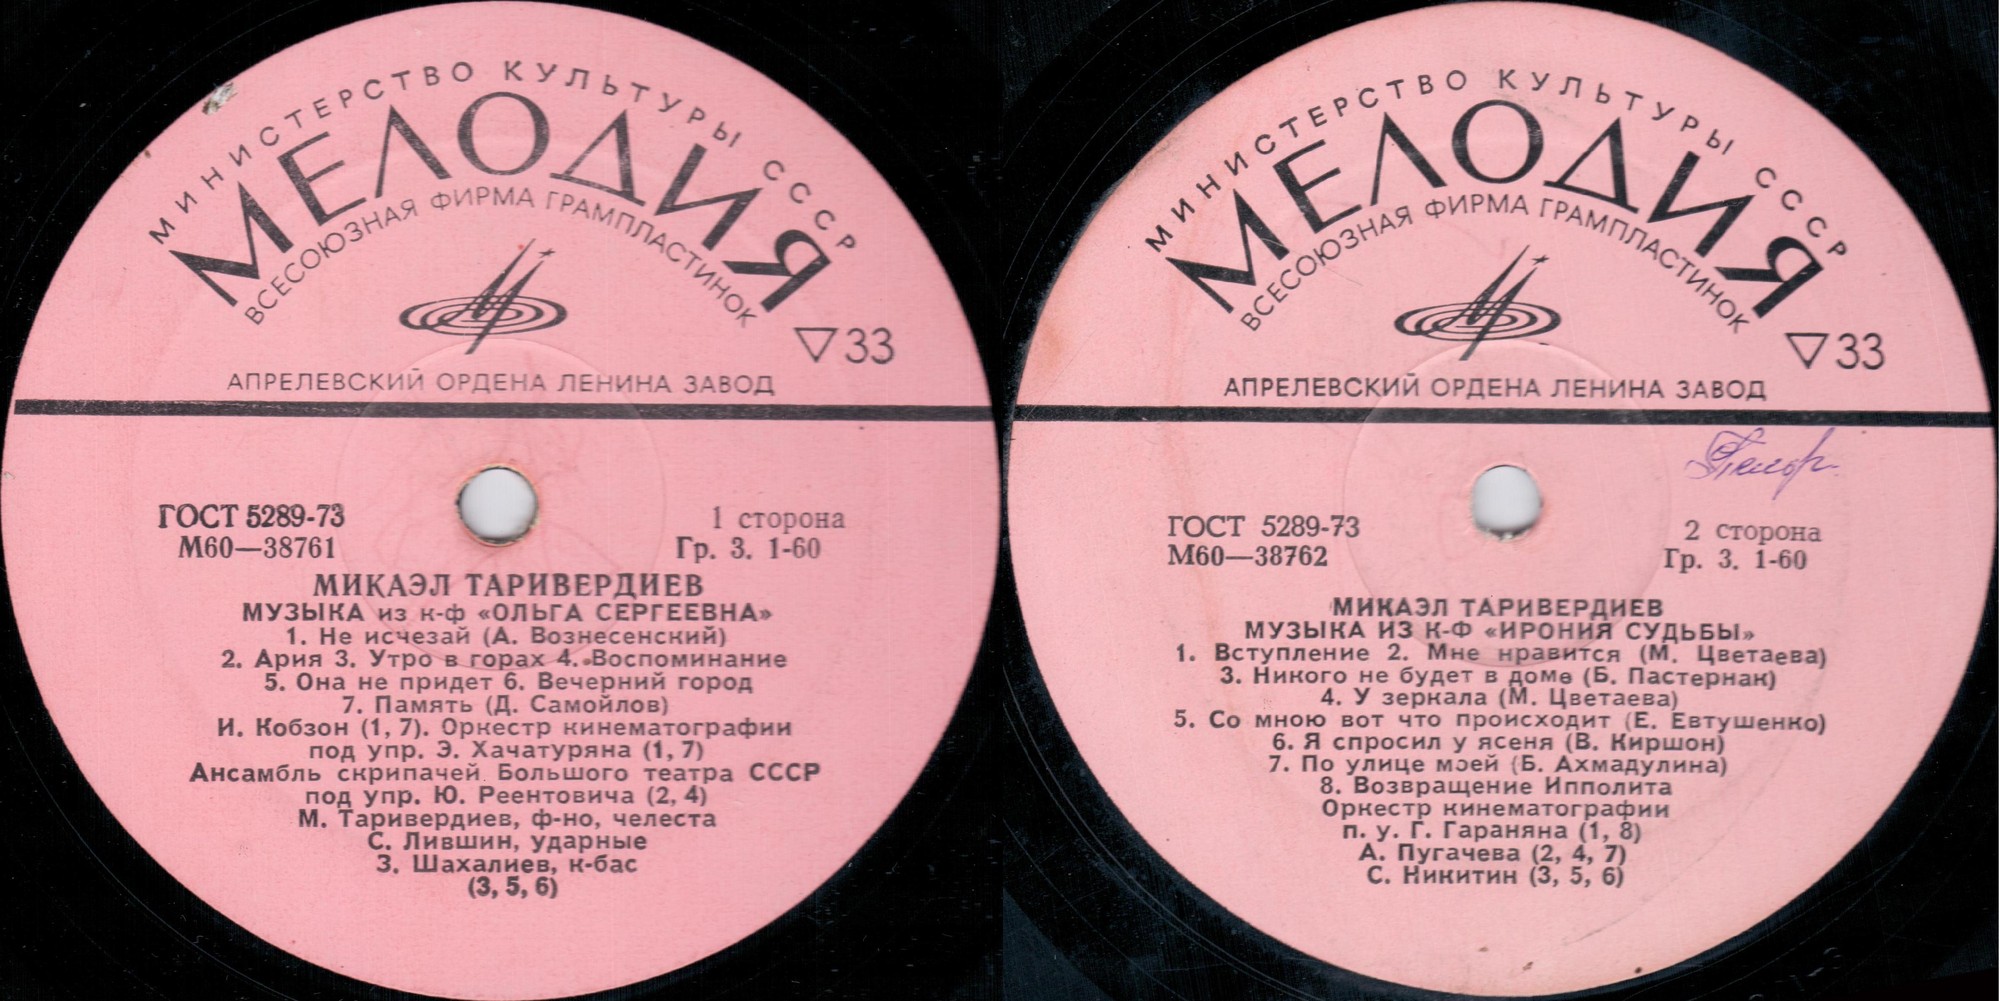 МИНИСТЕРСТВО КУЛЬТУРЫ СССР
МЕЛОДИЯ
ВСЕСОЮЗНАЯ ФИРМА ГРАМПЛАСТИНОК
▽33
АПРЕЛЕВСКИЙ ОРДЕНА ЛЕНИНА ЗАВОД
ГОСТ 5289-73
М60—38761
1 сторона
Гр. 3. 1-60
МИКАЭЛ ТАРИВЕРДИЕВ
МУЗЫКА из к-ф «ОЛЬГА СЕРГЕЕВНА»
1. Не исчезай (А. Вознесенский)
2. Ария 3. Утро в горах 4. Воспоминание
5. Она не придет 6. Вечерний город
7. Память (Д. Самойлов)
И. Кобзон (1, 7). Оркестр кинематографии
под упр. Э. Хачатуряна (1, 7)
Ансамбль скрипачей Большого театра СССР
под упр. Ю. Реентовича (2, 4)
М. Таривердиев, ф-но, челеста
С. Лившин, ударные
З. Шахалиев, к-бас
(3, 5, 6)
МИНИСТЕРСТВО КУЛЬТУРЫ СССР
МЕЛОДИЯ
ВСЕСОЮЗНАЯ ФИРМА ГРАМПЛАСТИНОК
▽33
АПРЕЛЕВСКИЙ ОРДЕНА ЛЕНИНА ЗАВОД
ГОСТ 5289-73
М60—38762
2 сторона
Гр. 3. 1-60
МИКАЭЛ ТАРИВЕРДИЕВ
МУЗЫКА ИЗ К-Ф «ИРОНИЯ СУДЬБЫ»
1. Вступление 2. Мне нравится (М. Цветаева)
3. Никого не будет в доме (Б. Пастернак)
4. У зеркала (М. Цветаева)
5. Со мною вот что происходит (Е. Евтушенко)
6. Я спросил у ясеня (В. Киршон)
7. По улице моей (Б. Ахмадулина)
8. Возвращение Ипполита
Оркестр кинематографии
п. у. Г. Гараняна (1, 8)
А. Пугачева (2, 4, 7)
С. Никитин (3, 5, 6)